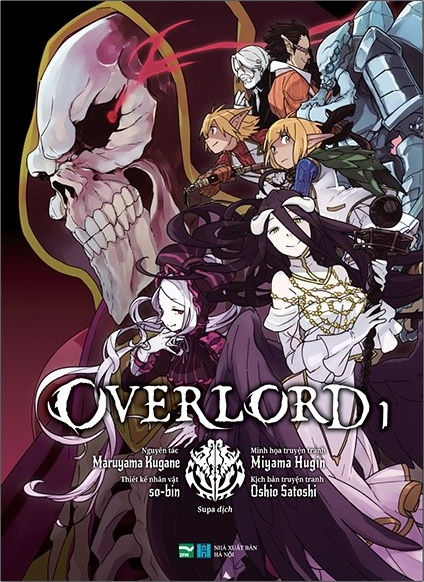 OVERLORD 1
Nguyên tác
Maruyama Kugane
Thiết kế nhân vật
so-bin
Minh họa truyện tranh
Miyama Hugin
Kịch bản truyện tranh
Oshio Satoshi
Supa dịch
IPM
NHÀ XUẤT BẢN
HÀ NỘI